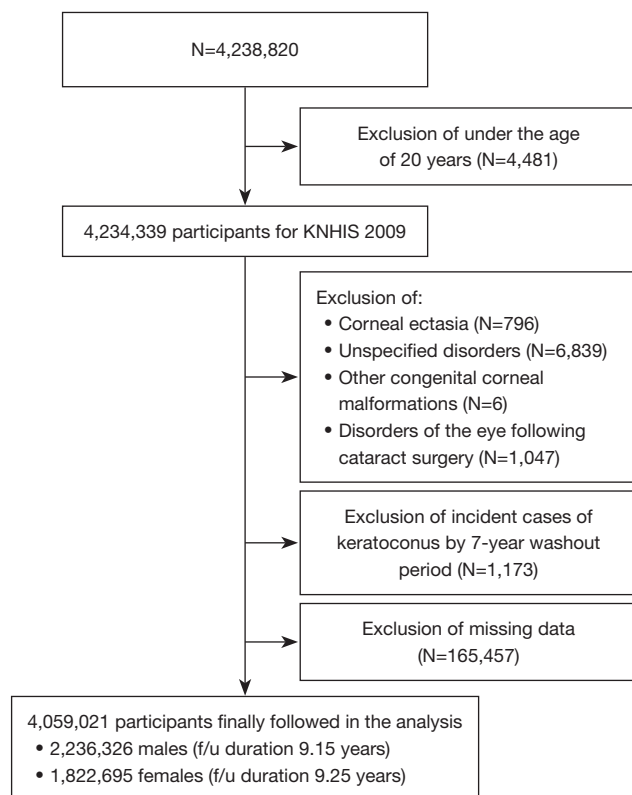 N=4,238,820
Exclusion of under the age
of 20 years (N=4,481)
4,234,339 participants for KNHIS 2009
Exclusion of:
• Corneal ectasia (N=796)
• Unspecified disorders (N=6,839)
• Other congenital corneal
malformations (N=6)
• Disorders of the eye following
cataract surgery (N=1,047)
Exclusion of incident cases of
keratoconus by 7-year washout
period (N=1,173)
Exclusion of missing data
(N=165,457)
4,059,021 participants finally followed in the analysis
• 2,236,326 males (f/u duration 9.15 years)
• 1,822,695 females (f/u duration 9.25 years)